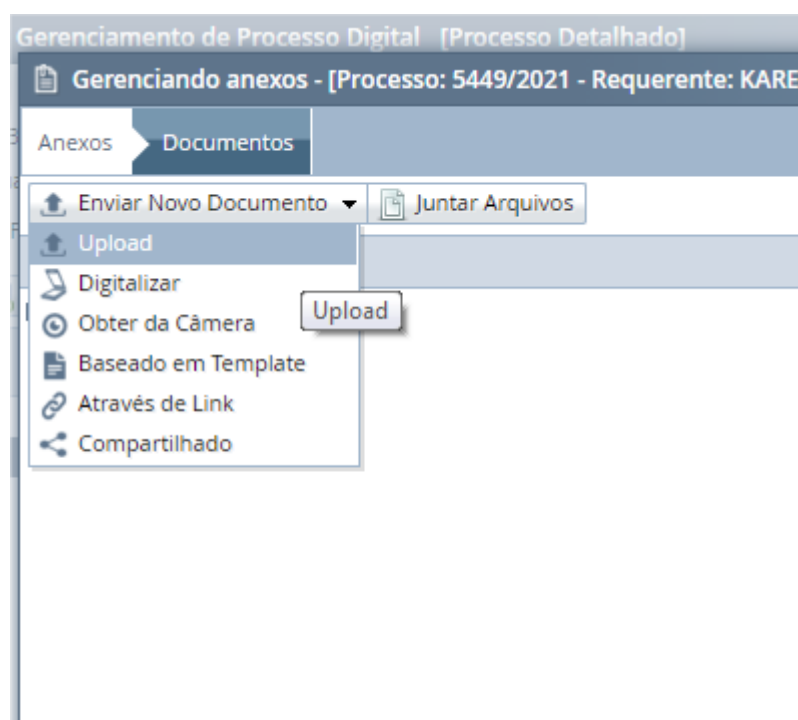 Gerenciamento de Processo Digital [Processo Detalhado]
Gerenciando anexos - [Processo: 5449/2021 - Requerente: KARE
Anexos Documentos
Enviar Novo Documento Juntar Arquivos
Upload
Digitalizar
Upload
Obter da Câmera
Baseado em Template
Através de Link
Compartilhado